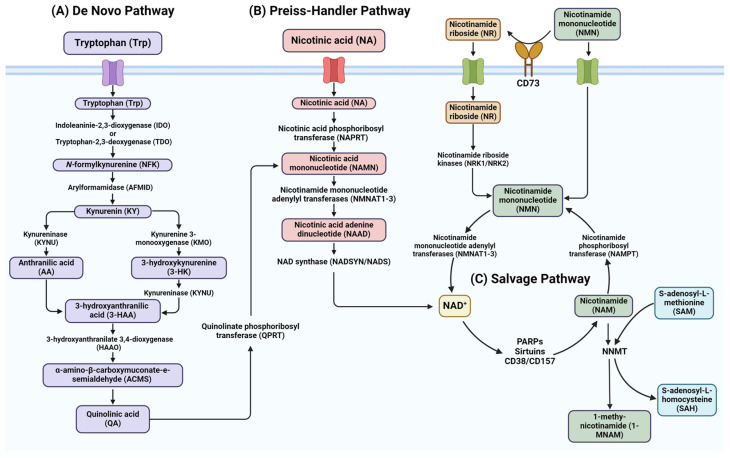 (A) De Novo Pathway
Tryptophan (Trp)
Tryptophan (Trp)
Indoleaninie-2,3-dioxygenase (IDO)
or
Tryptophan-2,3-deoxygenase (TDO)
N-formylkynurenine (NFK)
Arylformamidase (AFMID)
Kynurenin (KY)
Kynureninase
(KYNU)
Kynurenine 3-
monooxygenase (KMO)
Anthranilic acid
(AA)
3-hydroxykynurenine
(3-HK)
Kynureninase (KYNU)
3-hydroxyanthranilic
acid (3-HAA)
3-hydroxyanthranilate 3,4-dioxygenase
(HAAO)
α-amino-β-carboxymuconate-e-
semialdehyde (ACMS)
Quinolinic acid
(QA)
(B) Preiss-Handler Pathway
Nicotinic acid (NA)
Nicotinic acid (NA)
Nicotinic acid phosphoribosyl
transferase (NAPRT)
Nicotinic acid
mononucleotide (NAMN)
Nicotinamide mononucleotide
adenylyl transferases (NMNAT1-3)
Nicotinic acid adenine
dinucleotide (NAAD)
NAD synthase (NADSYN/NADS)
Quinolinate phosphoribosyl
transferase (QPRT)
Nicotinamide
riboside (NR)
CD73
Nicotinamide
mononucleotide
(NMN)
Nicotinamide
riboside (NR)
Nicotinamide riboside
kinases (NRK1/NRK2)
Nicotinamide
mononucleotide
(NMN)
Nicotinamide
mononucleotide adenylyl
transferases (NMNAT1-3)
Nicotinamide
phosphoribosyl
transferase (NAMPT)
(C) Salvage Pathway
NAD⁺
PARPs
Sirtuins
CD38/CD157
Nicotinamide
(NAM)
S-adenosyl-L-
methionine
(SAM)
NNMT
S-adenosyl-L-
homocysteine
(SAH)
1-methy-
nicotinamide (1-
MNAM)